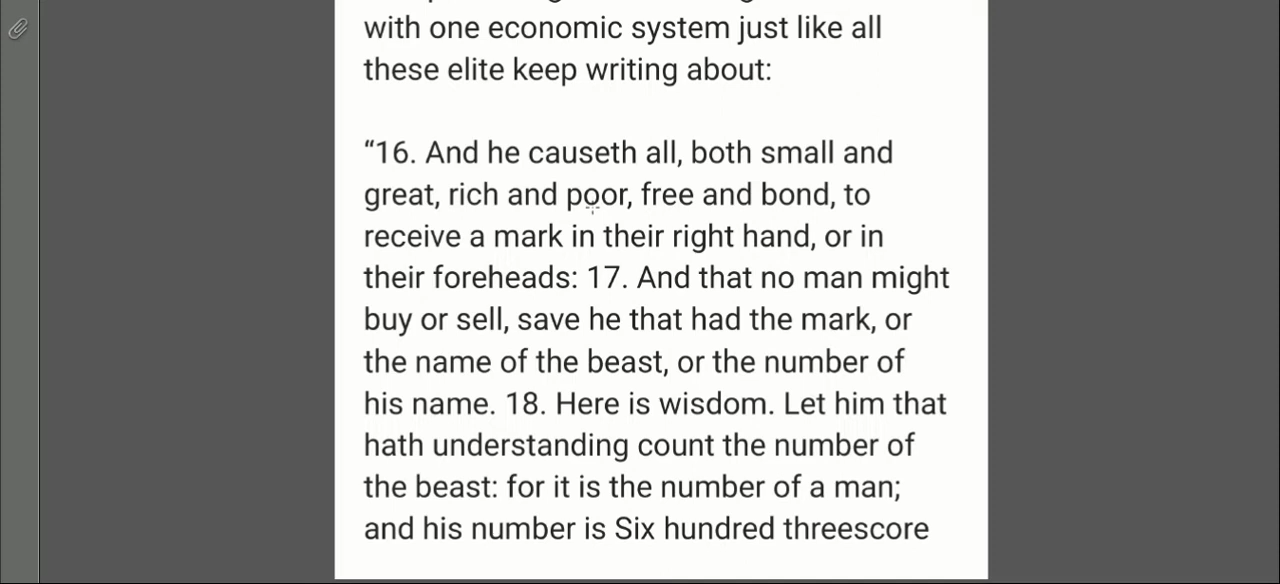 with one economic system just like all
these elite keep writing about:
“16. And he causeth all, both small and
great, rich and poor, free and bond, to
receive a mark in their right hand, or in
their foreheads: 17. And that no man might
buy or sell, save he that had the mark, or
the name of the beast, or the number of
his name. 18. Here is wisdom. Let him that
hath understanding count the number of
the beast: for it is the number of a man;
and his number is Six hundred threescore